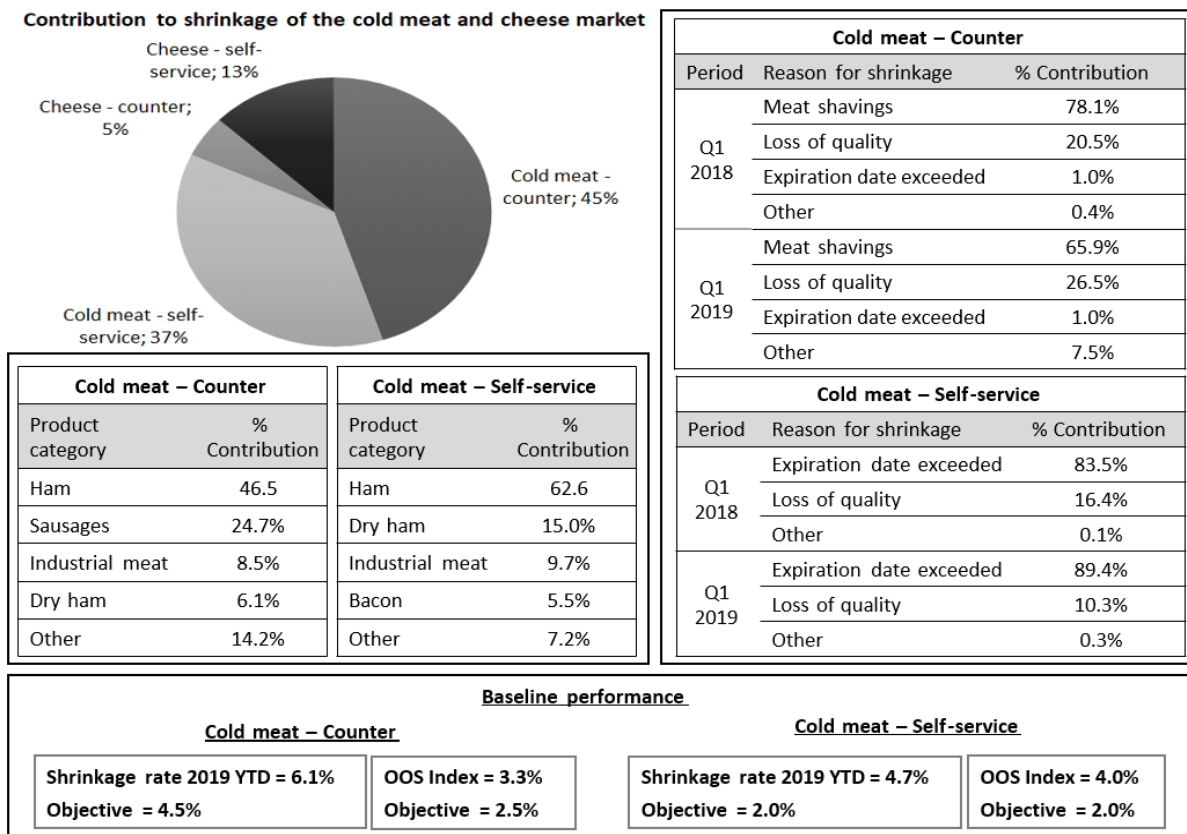 Contribution to shrinkage of the cold meat and cheese market
Cheese - self-
service; 13%
Cheese - counter;
5%
Cold meat -
counter; 45%
Cold meat - self-
service; 37%
Cold meat – Counter
Period Reason for shrinkage % Contribution
Q1
2018
Meat shavings 78.1%
Loss of quality 20.5%
Expiration date exceeded 1.0%
Other 0.4%
Q1
2019
Meat shavings 65.9%
Loss of quality 26.5%
Expiration date exceeded 1.0%
Other 7.5%
Cold meat – Self-service
Period Reason for shrinkage % Contribution
Q1
2018
Expiration date exceeded 83.5%
Loss of quality 16.4%
Other 0.1%
Q1
2019
Expiration date exceeded 89.4%
Loss of quality 10.3%
Other 0.3%
Cold meat – Counter
Product
category
%
Contribution
Ham 46.5
Sausages 24.7%
Industrial meat 8.5%
Dry ham 6.1%
Other 14.2%
Cold meat – Self-service
Product
category
%
Contribution
Ham 62.6
Dry ham 15.0%
Industrial meat 9.7%
Bacon 5.5%
Other 7.2%
Baseline performance
Cold meat – Counter
Shrinkage rate 2019 YTD = 6.1%
Objective = 4.5%
OOS Index = 3.3%
Objective = 2.5%
Cold meat – Self-service
Shrinkage rate 2019 YTD = 4.7%
Objective = 2.0%
OOS Index = 4.0%
Objective = 2.0%